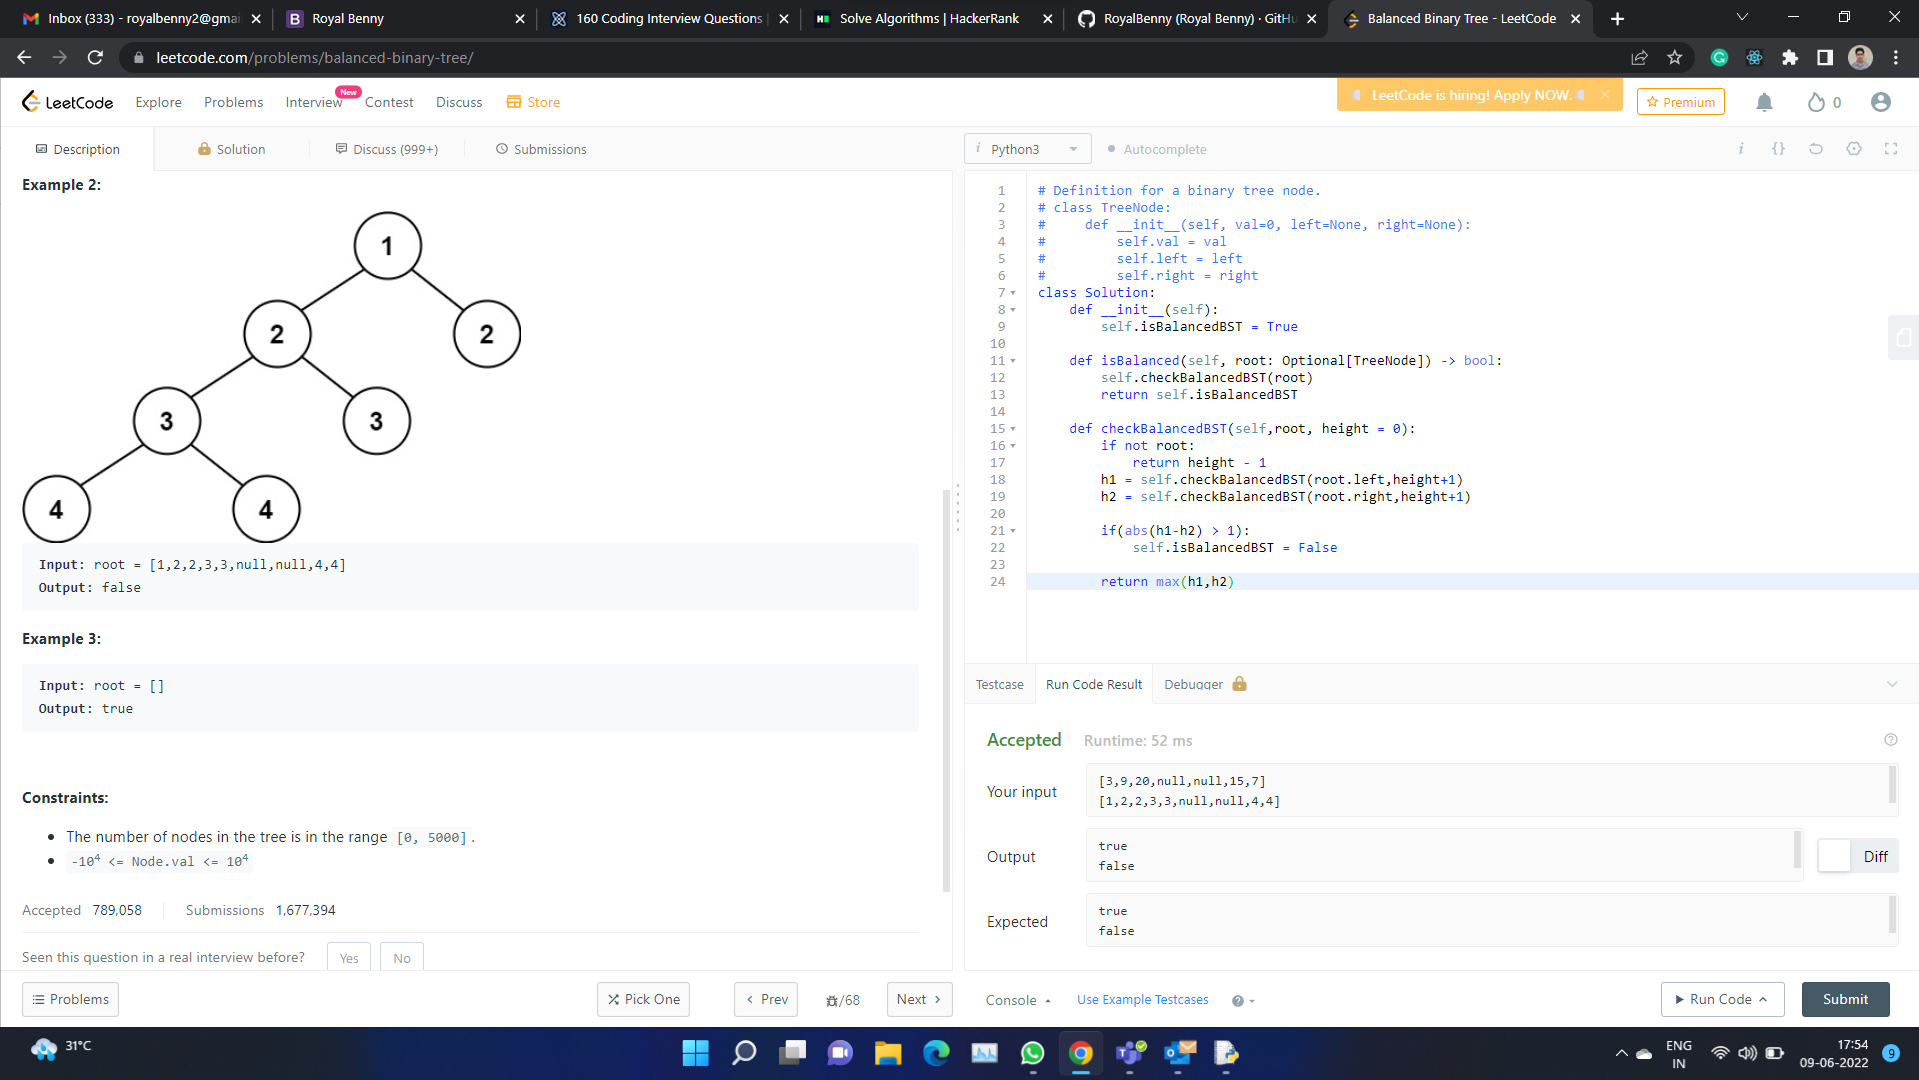 Inbox (333) - royalbenny2@gmai
Royal Benny
160 Coding Interview Questions
Solve Algorithms | HackerRank
RoyalBenny (Royal Benny) · GitHu
Balanced Binary Tree - LeetCode
leetcode.com/problems/balanced-binary-tree/
LeetCode
Explore
Problems
Interview
New
Contest
Discuss
Store
LeetCode is hiring! Apply NOW.
Premium
0
Description
Solution
Discuss (999+)
Submissions
Python3
Autocomplete
Example 2:
1
2
2
3
3
4
4
Input: root = [1,2,2,3,3,null,null,4,4]
Output: false
Example 3:
Input: root = []
Output: true
Constraints:
The number of nodes in the tree is in the range [0, 5000].
-10⁴ <= Node.val <= 10⁴
Accepted 789,058
Submissions 1,677,394
Seen this question in a real interview before?
Yes
No
Problems
Pick One
Prev
/68
Next
1 # Definition for a binary tree node.
2 # class TreeNode:
3 #     def __init__(self, val=0, left=None, right=None):
4 #         self.val = val
5 #         self.left = left
6 #         self.right = right
7 class Solution:
8     def __init__(self):
9         self.isBalancedBST = True
10
11     def isBalanced(self, root: Optional[TreeNode]) -> bool:
12         self.checkBalancedBST(root)
13         return self.isBalancedBST
14
15     def checkBalancedBST(self,root, height = 0):
16         if not root:
17             return height - 1
18         h1 = self.checkBalancedBST(root.left,height+1)
19         h2 = self.checkBalancedBST(root.right,height+1)
20
21         if(abs(h1-h2) > 1):
22             self.isBalancedBST = False
23
24         return max(h1,h2)
Testcase
Run Code Result
Debugger
Accepted
Runtime: 52 ms
Your input
[3,9,20,null,null,15,7]
[1,2,2,3,3,null,null,4,4]
Output
true
false
Diff
Expected
true
false
Console
Use Example Testcases
Run Code
Submit
31°C
ENG
IN
17:54
09-06-2022
9